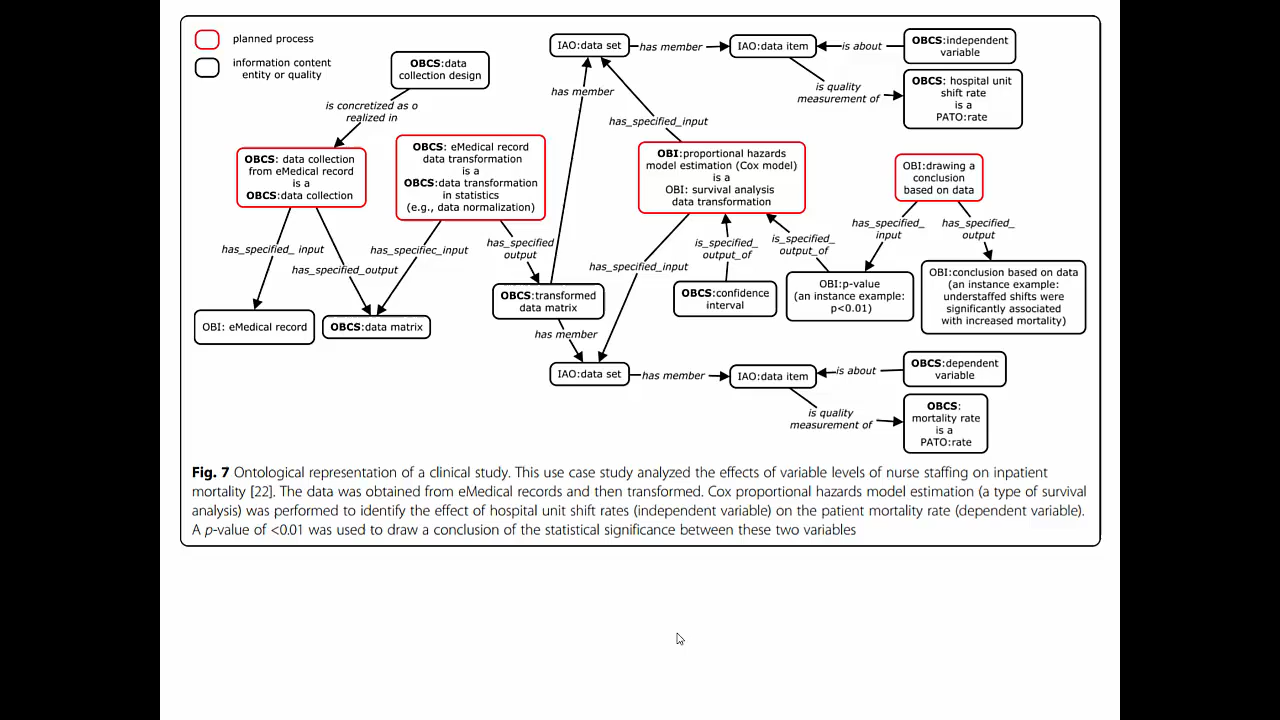 planned process
information content
entity or quality
OBCS:data
collection design
is concretized as o
realized in
OBCS: data collection
from eMedical record
is a
OBCS:data collection
OBCS: eMedical record
data transformation
is a
OBCS:data transformation
in statistics
(e.g., data normalization)
has_specified_ input
has_specified_output
has_specifiec_input
has_specified
output
OBI: eMedical record
OBCS:data matrix
OBCS:transformed
data matrix
has member
has member
IAO:data set
has member
IAO:data item
is about
OBCS:independent
variable
is quality
measurement of
OBCS: hospital unit
shift rate
is a
PATO:rate
has_specified_input
OBI:proportional hazards
model estimation (Cox model)
is a
OBI: survival analysis
data transformation
has_specified_input
is_specified_
output_of
is_specified_
output_of
OBCS:confidence
interval
OBI:p-value
(an instance example:
p<0.01)
OBI:drawing a
conclusion
based on data
has_specified_
input
has_specified_
output
OBI:conclusion based on data
(an instance example:
understaffed shifts were
significantly associated
with increased mortality)
IAO:data set
has member
IAO:data item
is about
OBCS:dependent
variable
is quality
measurement of
OBCS:
mortality rate
is a
PATO:rate
Fig. 7 Ontological representation of a clinical study. This use case study analyzed the effects of variable levels of nurse staffing on inpatient
mortality [22]. The data was obtained from eMedical records and then transformed. Cox proportional hazards model estimation (a type of survival
analysis) was performed to identify the effect of hospital unit shift rates (independent variable) on the patient mortality rate (dependent variable).
A p-value of <0.01 was used to draw a conclusion of the statistical significance between these two variables